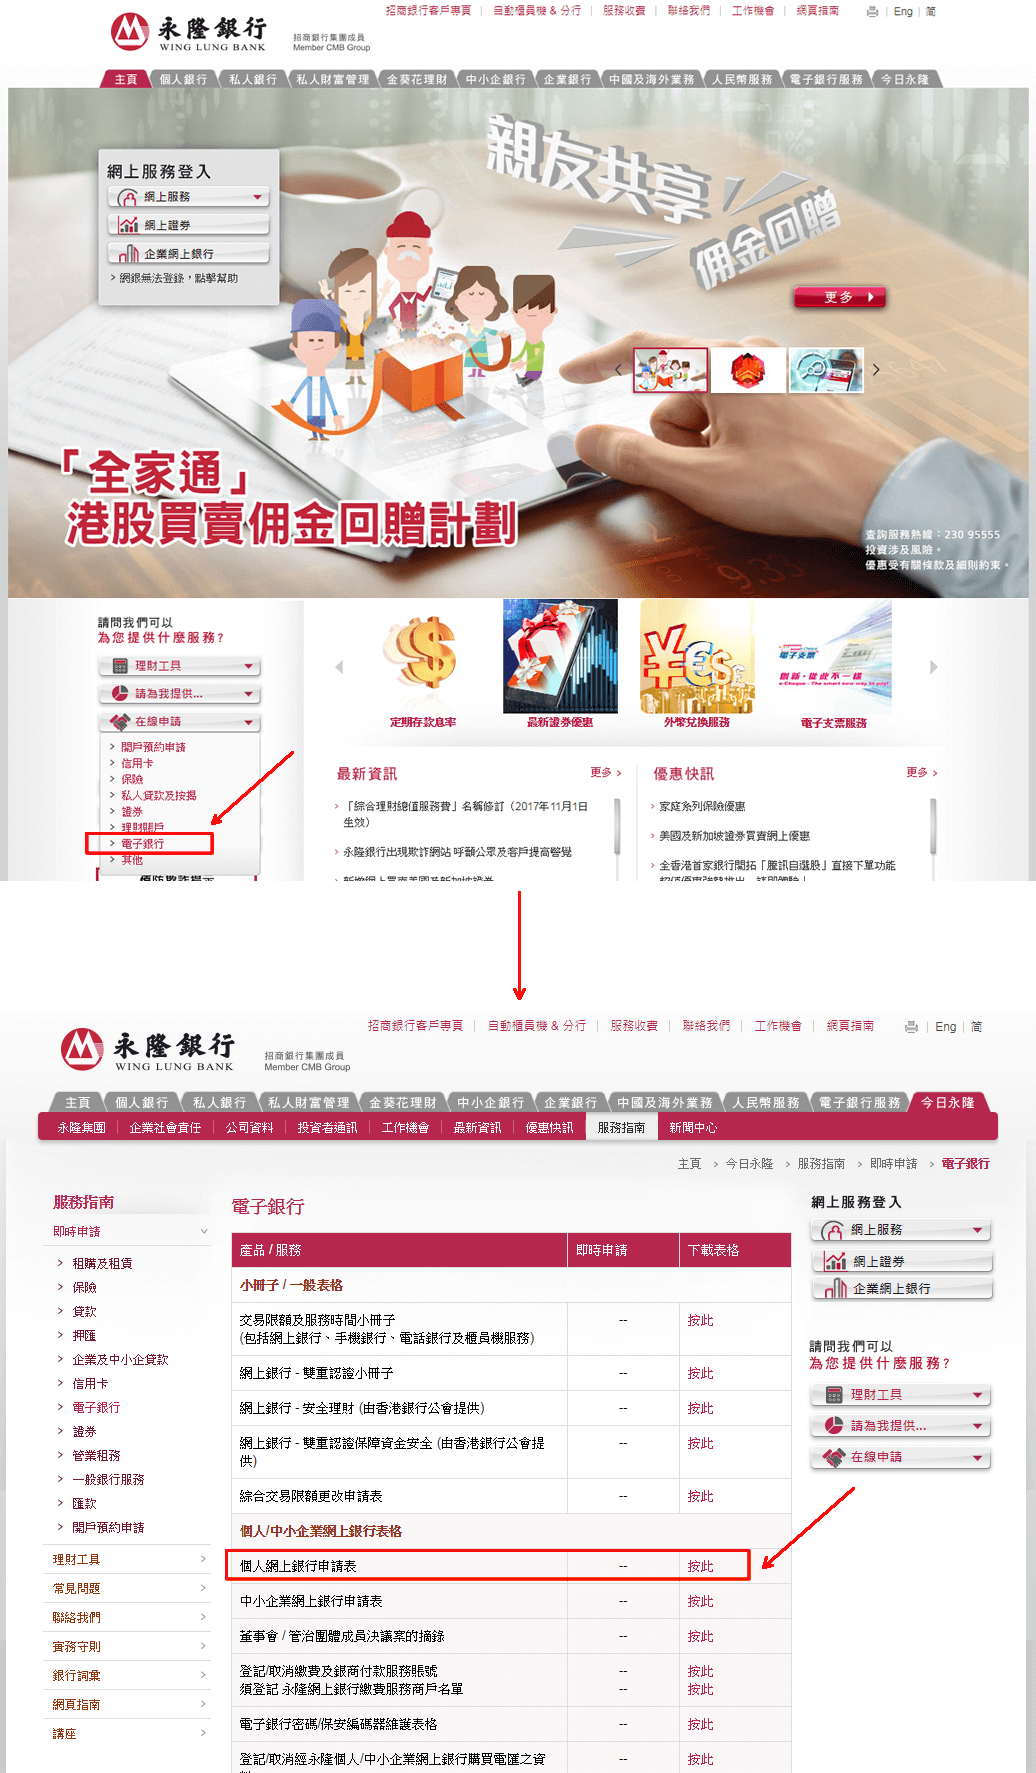 招商銀行客戶專頁 | 自動櫃員機 & 分行 | 服務收費 | 聯絡我們 | 工作機會 | 網頁指南 Eng | 简
永隆銀行
WING LUNG BANK
招商銀行集團成員
Member CMB Group
主頁 個人銀行 私人銀行 私人財富管理 金葵花理財 中小企銀行 企業銀行 中國及海外業務 人民幣服務 電子銀行服務 今日永隆
親友共享
佣金回贈
網上服務登入
網上服務
網上證券
企業網上銀行
> 網銀無法登錄，點擊幫助
更多
「全家通」
港股買賣佣金回贈計劃
查詢服務熱線：230 95555
投資涉及風險。
優惠受有關條款及細則約束。
請問我們可以
為您提供什麼服務?
理財工具
請為我提供...
在線申請
> 開戶預約申請
> 信用卡
> 保險
> 私人貸款及按揭
> 證券
> 理財開戶
> 電子銀行
> 其他
預防欺詐提示
定期存款息率
最新證券優惠
外幣兌換服務
電子支票
創新・從此不一樣
e-Cheque - The smart new way to pay!
電子支票服務
最新資訊 更多 >
「綜合理財總值服務費」名稱修訂（2017年11月1日
生效）
永隆銀行出現欺詐網站 呼籲公眾及客戶提高警覺
新增網上買賣美國及新加坡證券
優惠快訊 更多 >
家庭系列保險優惠
美國及新加坡證券買賣網上優惠
全香港首家銀行開拓「騰訊自選股」直接下單功能
招商銀行客戶專頁 | 自動櫃員機 & 分行 | 服務收費 | 聯絡我們 | 工作機會 | 網頁指南 Eng | 简
永隆銀行
WING LUNG BANK
招商銀行集團成員
Member CMB Group
主頁 個人銀行 私人銀行 私人財富管理 金葵花理財 中小企銀行 企業銀行 中國及海外業務 人民幣服務 電子銀行服務 今日永隆
永隆集團 企業社會責任 公司資料 投資者通訊 工作機會 最新資訊 優惠快訊 服務指南 新聞中心
主頁 > 今日永隆 > 服務指南 > 即時申請 > 電子銀行
服務指南
即時申請
> 租購及租賃
> 保險
> 貸款
> 押匯
> 企業及中小企貸款
> 信用卡
> 電子銀行
> 證券
> 管業租務
> 一般銀行服務
> 匯款
> 開戶預約申請
理財工具
常見問題
聯絡我們
實務守則
銀行詞彙
網頁指南
講座
電子銀行
產品 / 服務 即時申請 下載表格
小冊子 / 一般表格
交易限額及服務時間小冊子
(包括網上銀行、手機銀行、電話銀行及櫃員機服務) -- 按此
網上銀行 - 雙重認證小冊子 -- 按此
網上銀行 - 安全理財 (由香港銀行公會提供) -- 按此
網上銀行 - 雙重認證保障資金安全 (由香港銀行公會提
供) -- 按此
綜合交易限額更改申請表 -- 按此
個人/中小企業網上銀行表格
個人網上銀行申請表 -- 按此
中小企業網上銀行申請表 -- 按此
董事會 / 管治團體成員決議案的摘錄 -- 按此
登記/取消繳費及銀商付款服務賬號 -- 按此
須登記 永隆網上銀行繳費服務商戶名單 -- 按此
電子銀行密碼/保安編碼器維護表格 -- 按此
登記/取消經永隆個人/中小企業網上銀行購買電匯之資 -- 按此
網上服務登入
網上服務
網上證券
企業網上銀行
請問我們可以
為您提供什麼服務?
理財工具
請為我提供...
在線申請